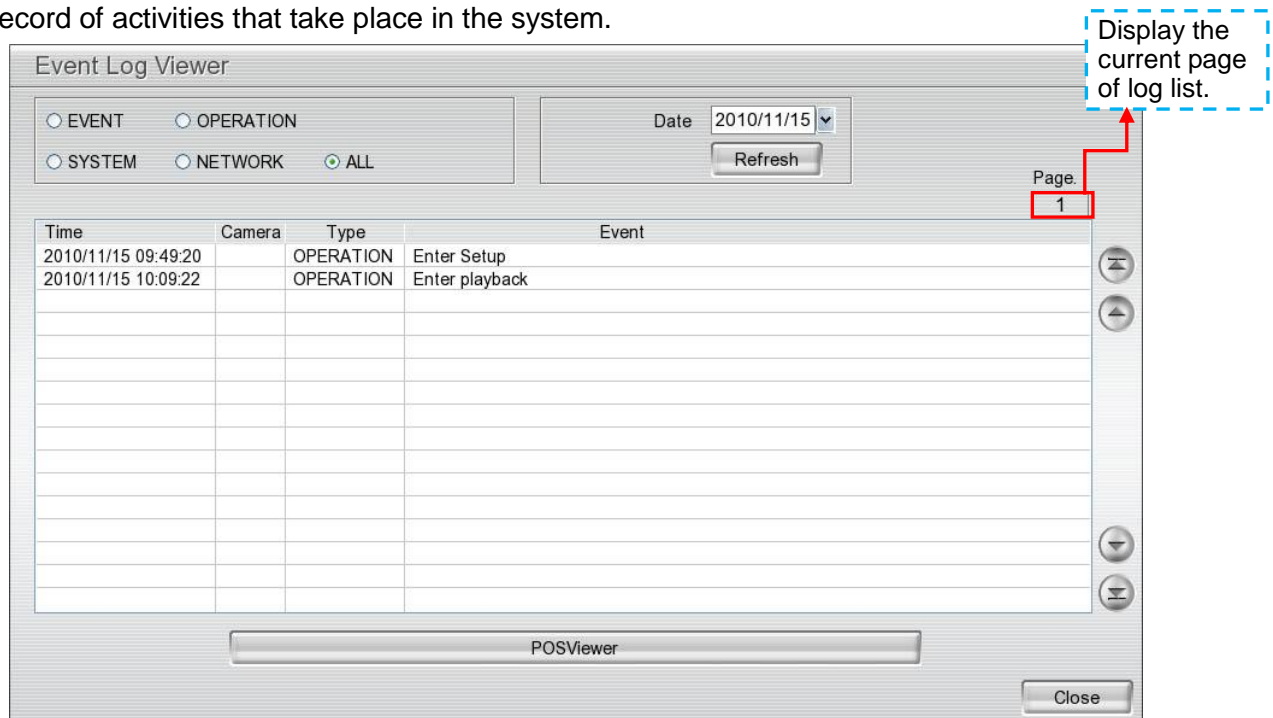 ecord of activities that take place in the system.
Display the
current page
of log list.
Event Log Viewer
EVENT OPERATION
SYSTEM NETWORK ALL
Date 2010/11/15
Refresh
Page.
1
Time Camera Type Event
2010/11/15 09:49:20 OPERATION Enter Setup
2010/11/15 10:09:22 OPERATION Enter playback
POSViewer
Close